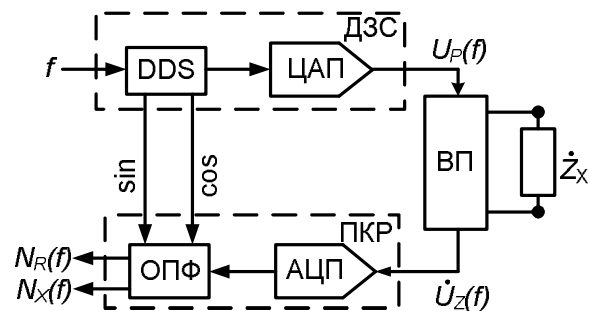 ДЗС
f
DDS
ЦАП
U_P(f)
ВП
Ż_X
sin
cos
ПКР
N_R(f)
N_X(f)
ОПФ
АЦП
U̇_Z(f)